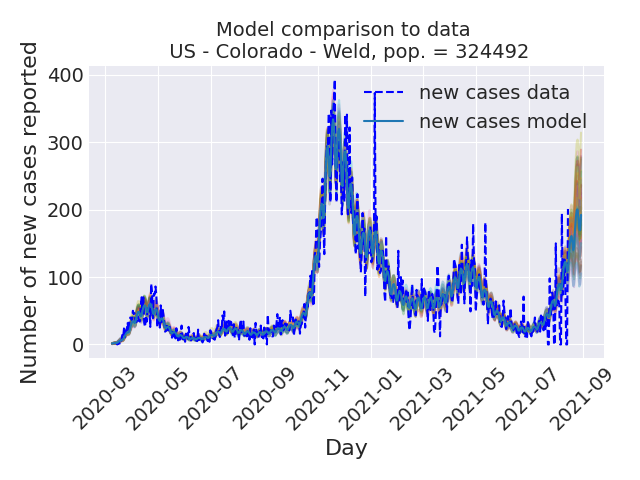 Model comparison to data
US - Colorado - Weld, pop. = 324492
Number of new cases reported
400
300
200
100
0
new cases data
new cases model
2020-03
2020-05
2020-07
2020-09
2020-11
2021-01
2021-03
2021-05
2021-07
2021-09
Day